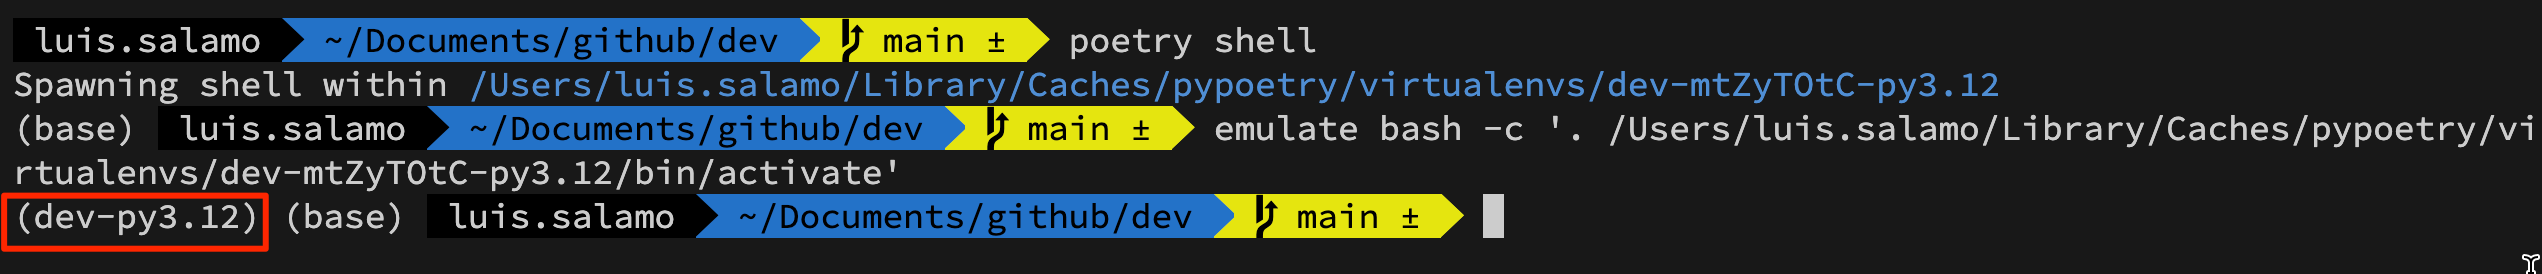 luis.salamo ~/Documents/github/dev main ± poetry shell
Spawning shell within /Users/luis.salamo/Library/Caches/pypoetry/virtualenvs/dev-mtZyTOtC-py3.12
(base) luis.salamo ~/Documents/github/dev main ± emulate bash -c '. /Users/luis.salamo/Library/Caches/pypoetry/vi
rtualenvs/dev-mtZyTOtC-py3.12/bin/activate'
(dev-py3.12) (base) luis.salamo ~/Documents/github/dev main ±